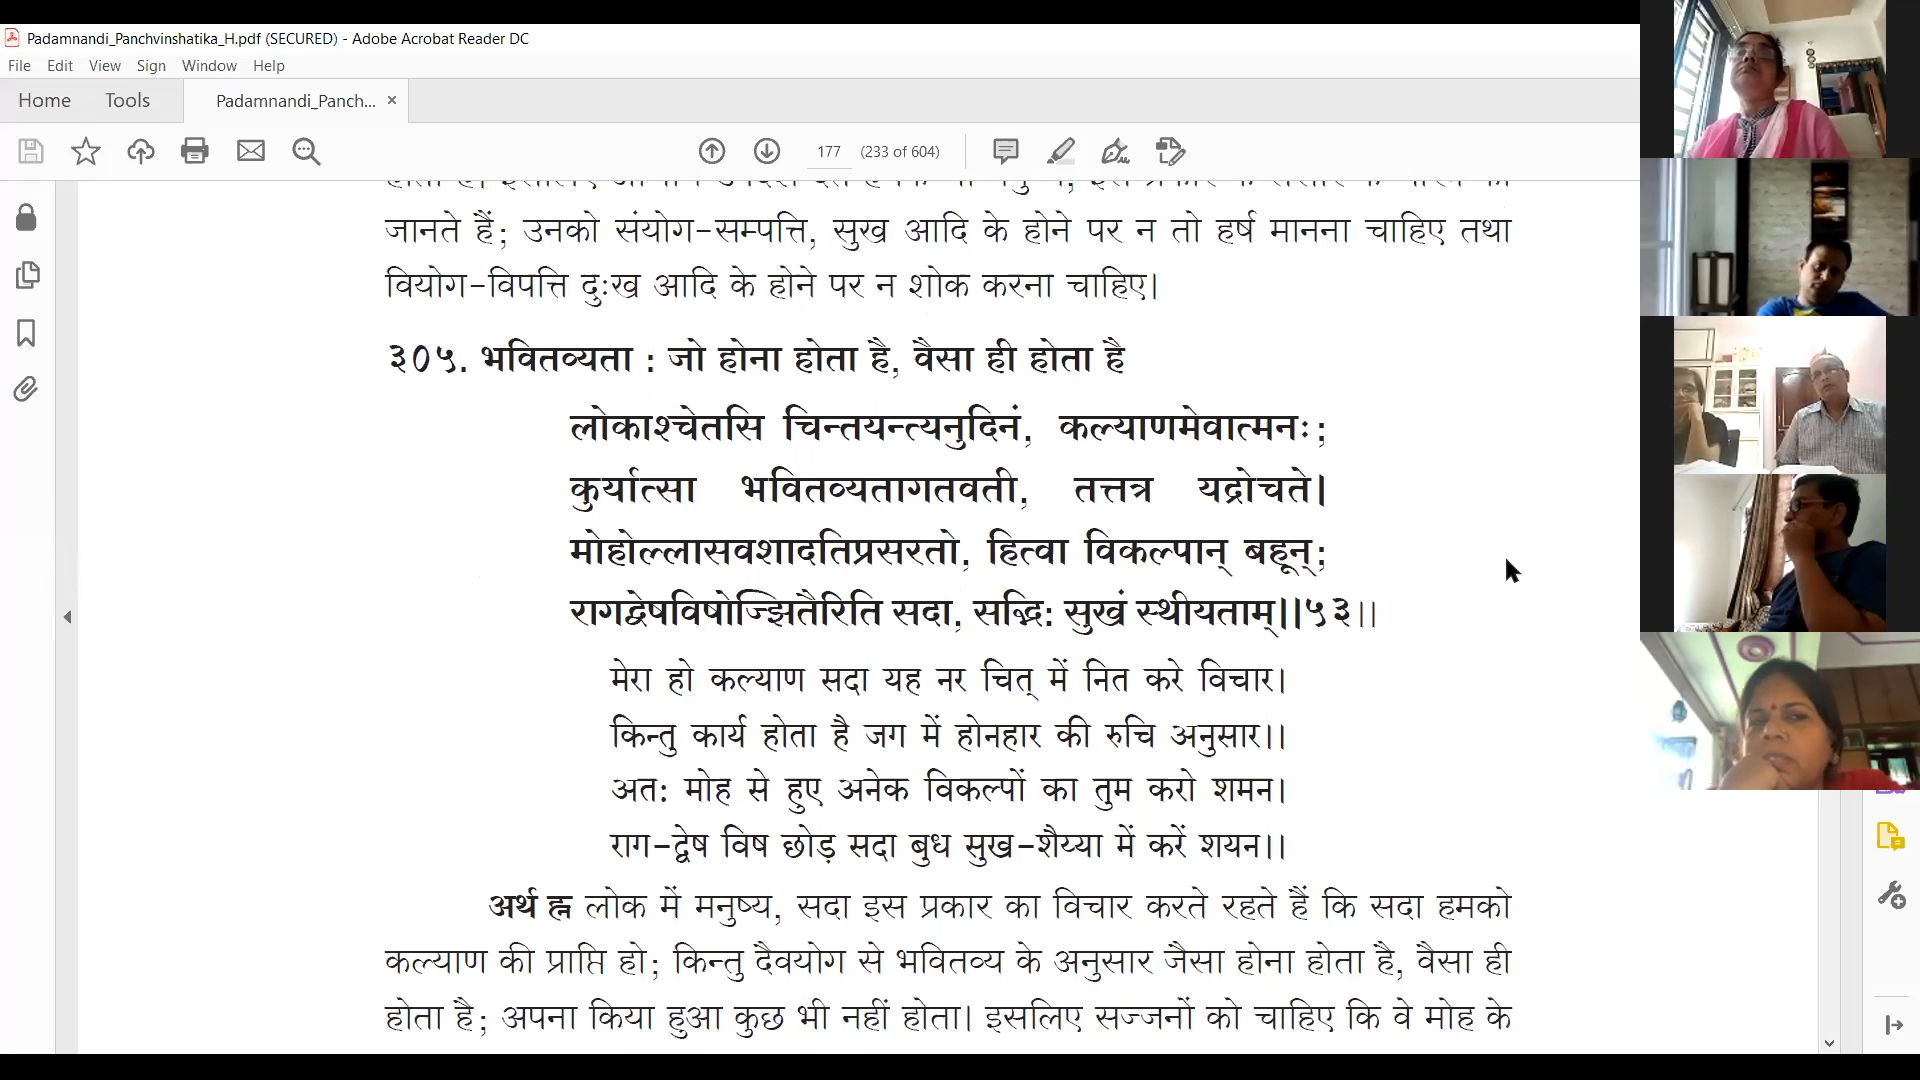 Padamnandi_Panchvinshatika_H.pdf (SECURED) - Adobe Acrobat Reader DC
File Edit View Sign Window Help
Home Tools Padamnandi_Panch... ×
177 (233 of 604)
जानते हैं; उनको संयोग-सम्पत्ति, सुख आदि के होने पर न तो हर्ष मानना चाहिए तथा
वियोग-विपत्ति दुःख आदि के होने पर न शोक करना चाहिए।
३०५. भवितव्यता : जो होना होता है, वैसा ही होता है
लोकाश्चेतसि चिन्तयन्त्यनुदिनं, कल्याणमेवात्मनः;
कुर्यात्सा भवितव्यतागतवती, तत्तत्र यद्रोचते।
मोहोल्लासवशादतिप्रसरतो, हित्वा विकल्पान् बहून्;
रागद्वेषविषोज्झितैरिति सदा, सद्भिः सुखं स्थीयताम्।।५३।।
मेरा हो कल्याण सदा यह नर चित् में नित करे विचार।
किन्तु कार्य होता है जग में होनहार की रुचि अनुसार।।
अतः मोह से हुए अनेक विकल्पों का तुम करो शमन।
राग-द्वेष विष छोड़ सदा बुध सुख-शैय्या में करें शयन।।
अर्थ ह्न लोक में मनुष्य, सदा इस प्रकार का विचार करते रहते हैं कि सदा हमको
कल्याण की प्राप्ति हो; किन्तु दैवयोग से भवितव्य के अनुसार जैसा होना होता है, वैसा ही
होता है; अपना किया हुआ कुछ भी नहीं होता। इसलिए सज्जनों को चाहिए कि वे मोह के